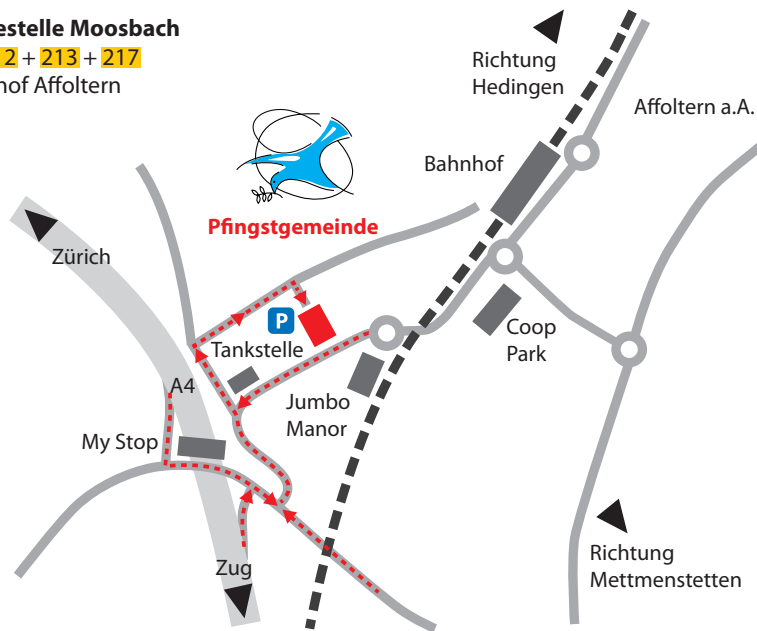 estelle Moosbach
2 + 213 + 217
hof Affoltern
Richtung
Hedingen
Affoltern a.A.
Bahnhof
Pfingstgemeinde
Zürich
P
Tankstelle
Coop
Park
A4
Jumbo
Manor
My Stop
Zug
Richtung
Mettmenstetten